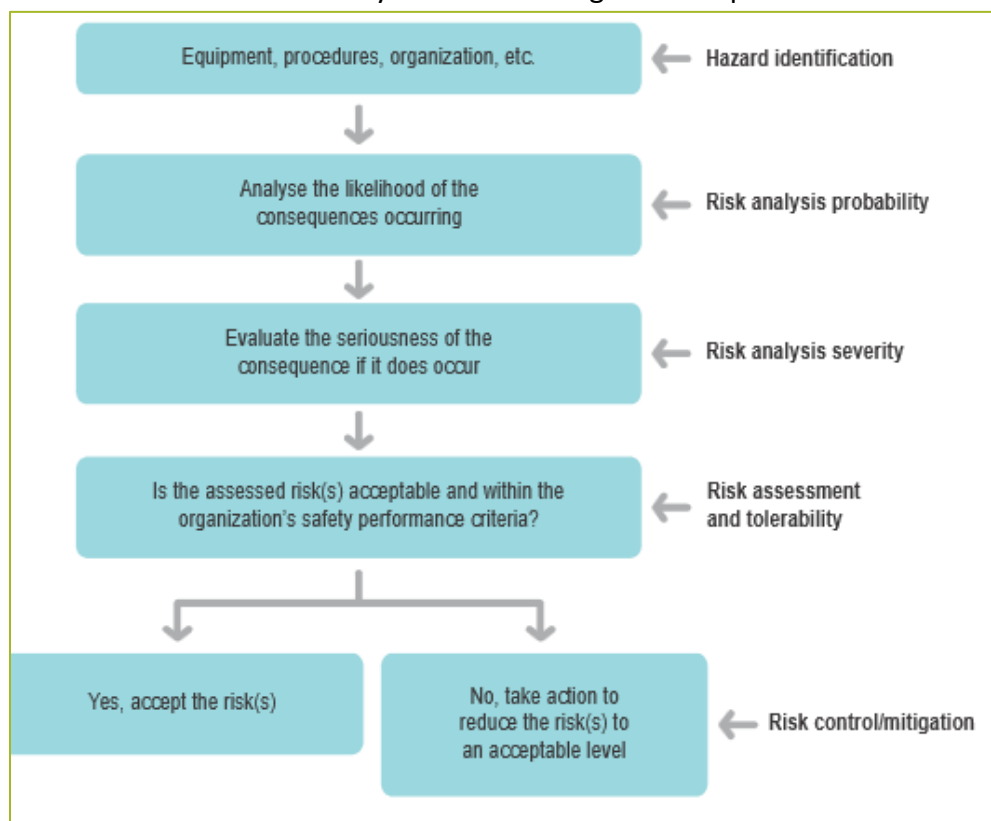 Equipment, procedures, organization, etc.
Hazard identification
Analyse the likelihood of the
consequences occurring
Risk analysis probability
Evaluate the seriousness of the
consequence if it does occur
Risk analysis severity
Is the assessed risk(s) acceptable and within the
organization's safety performance criteria?
Risk assessment
and tolerability
Yes, accept the risk(s)
No, take action to
reduce the risk(s) to
an acceptable level
Risk control/mitigation